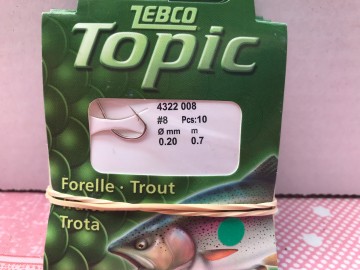 ZEBCO
Topic
4322 008
#8 Pcs:10
Ø mm m
0.20 0.7
Forelle · Trout
Trota